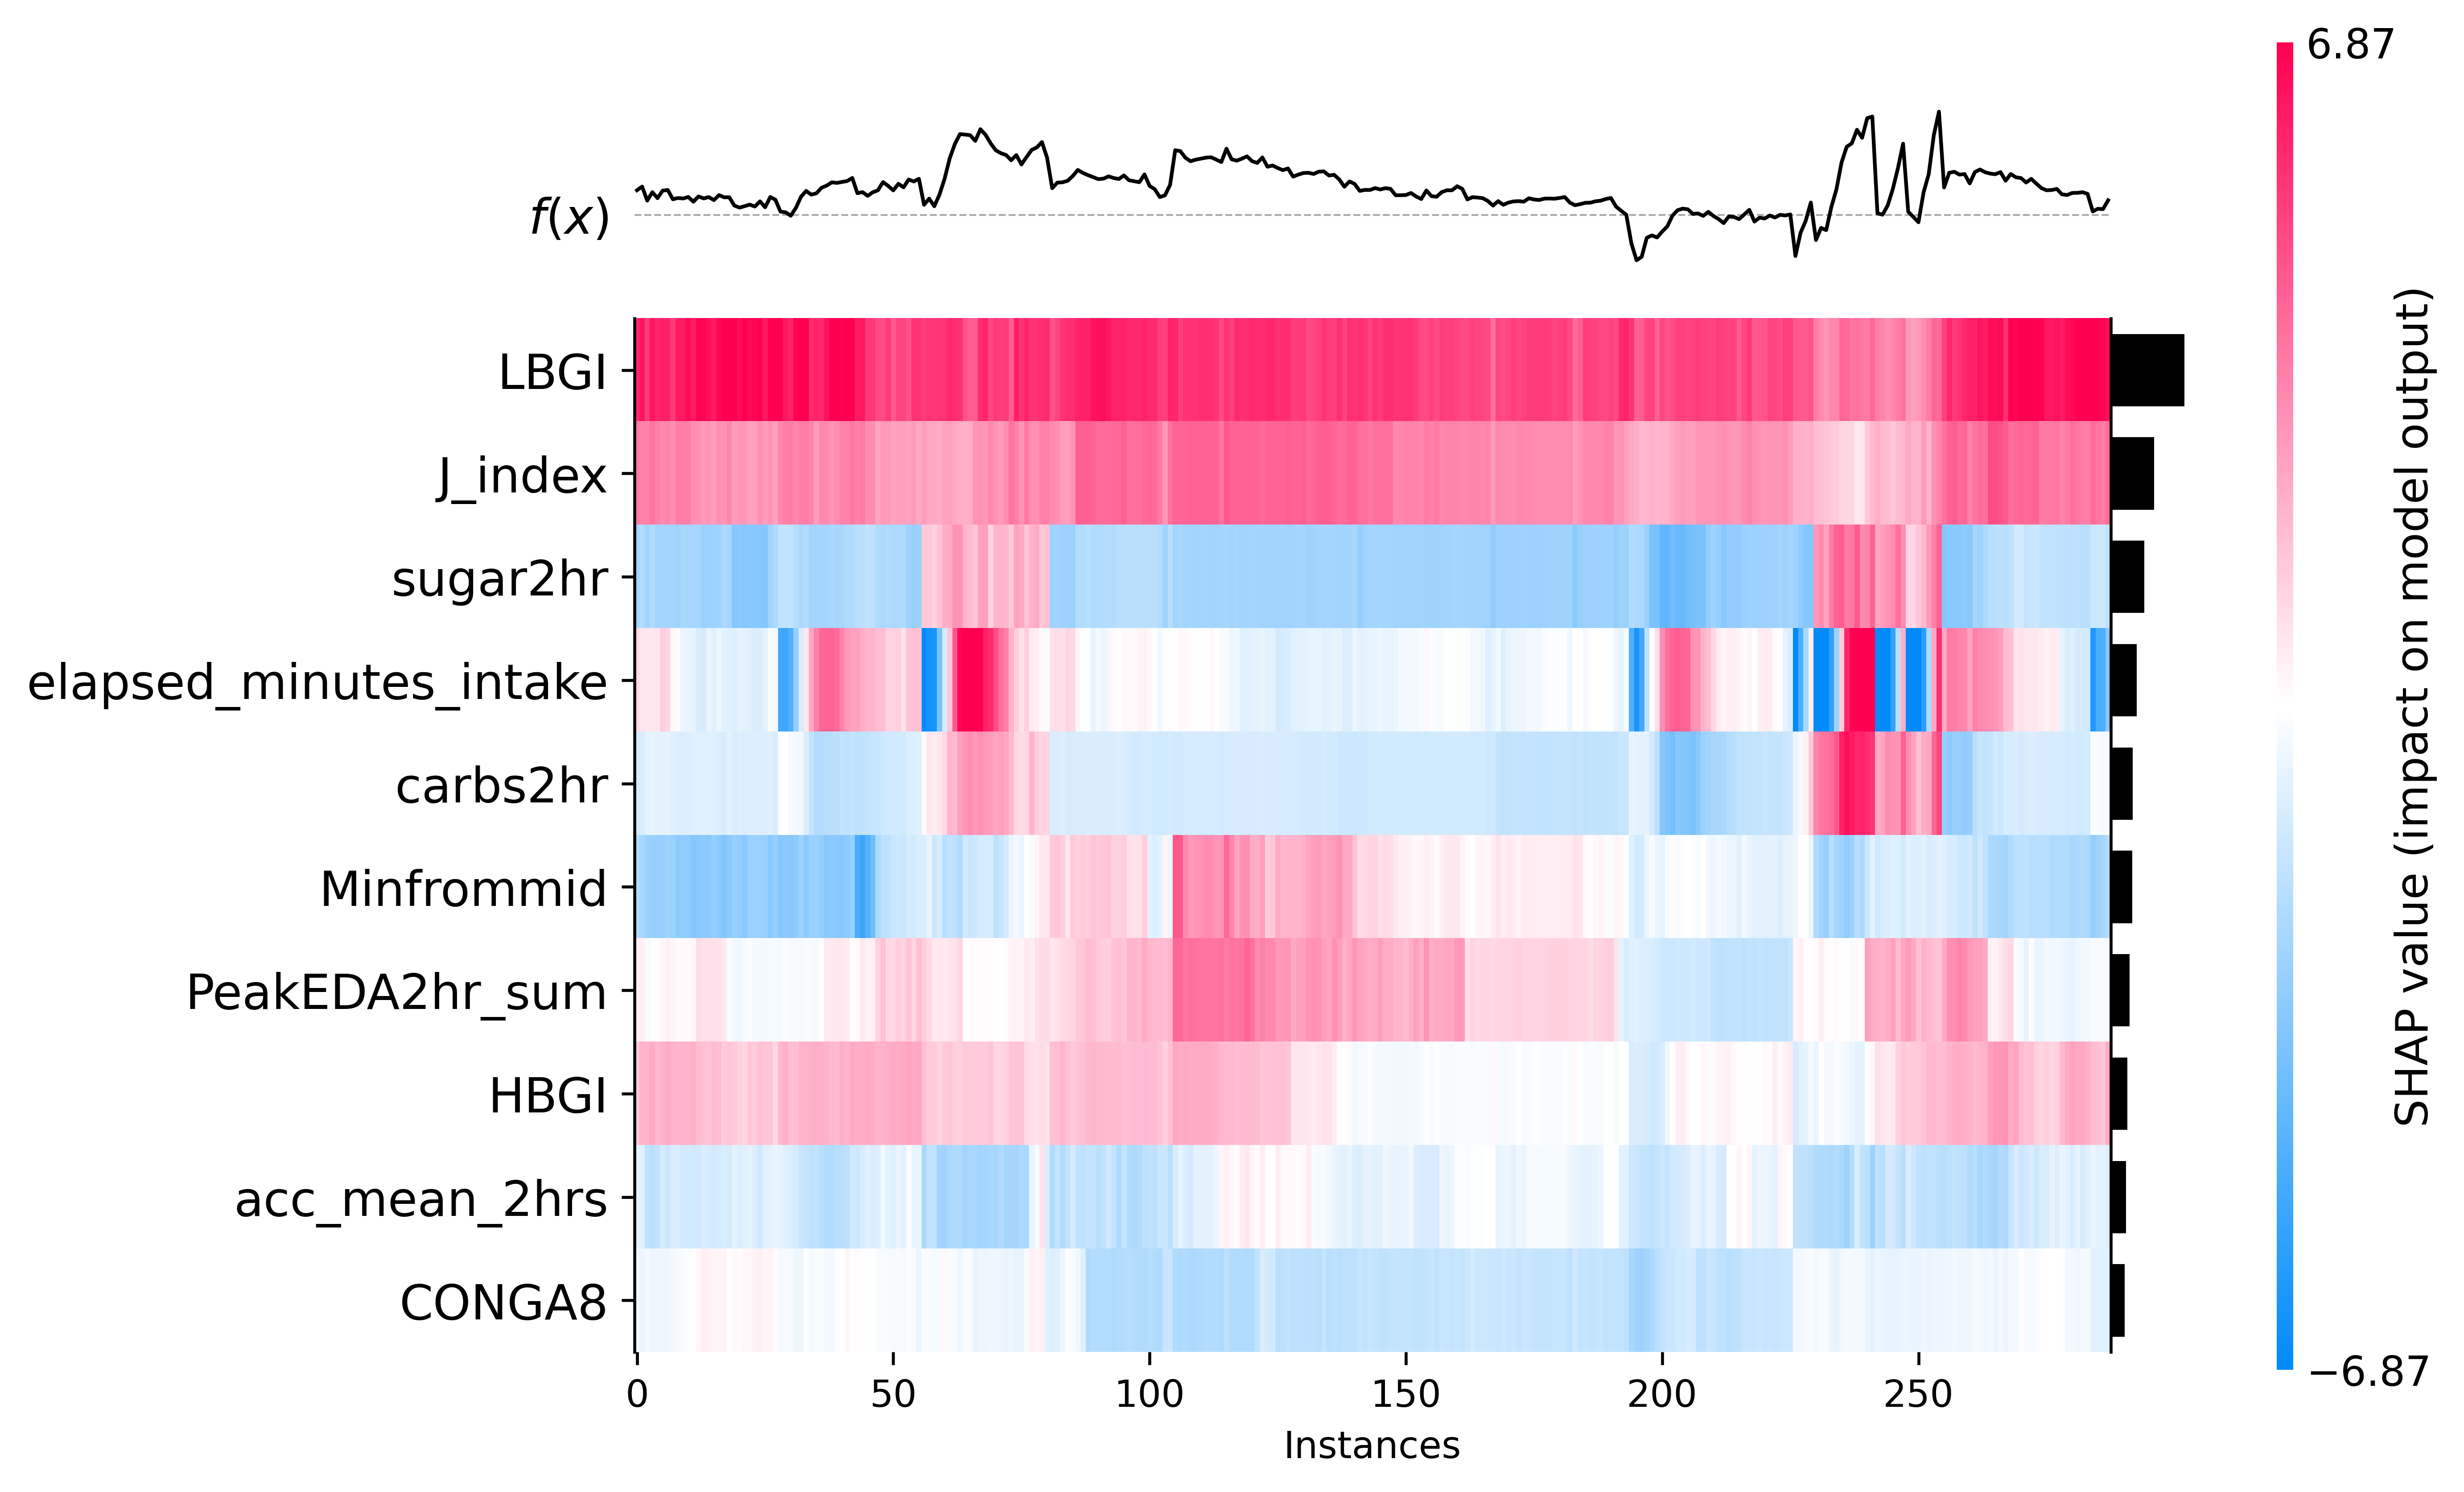 6.87
f(x)
LBGI
J_index
sugar2hr
elapsed_minutes_intake
carbs2hr
Minfrommid
PeakEDA2hr_sum
HBGI
acc_mean_2hrs
CONGA8
0 50 100 150 200 250
Instances
−6.87
SHAP value (impact on model output)